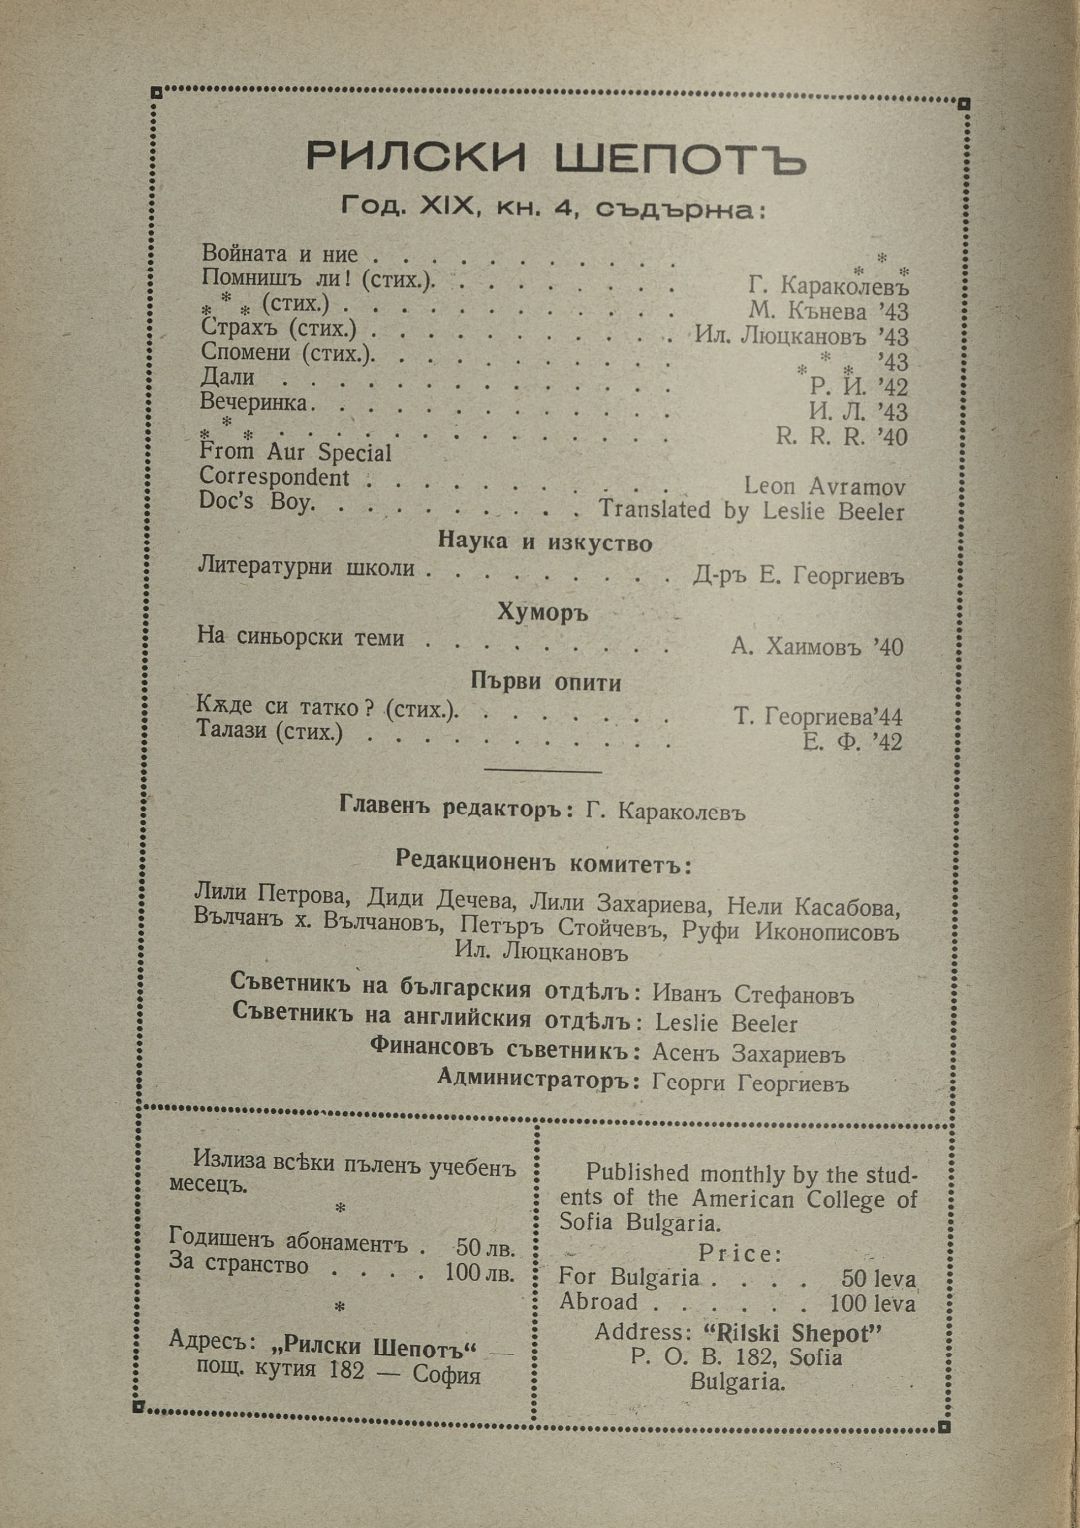 РИЛСКИ ШЕПОТЪ
Год. XIX, кн. 4, съдържа:
Войната и ние . . . . . . . . . . . * * *
Помнишъ ли! (стих.). . . . . . . . . Г. Караколевъ
* * * (стих.) . . . . . . . . . . . . М. Кънева '43
Страхъ (стих.) . . . . . . . . . . . Ил. Люцкановъ '43
Спомени (стих.). . . . . . . . . . . * * * '43
Дали . . . . . . . . . . . . . . Р. И. '42
Вечеринка. . . . . . . . . . . . . И. Л. '43
* * * . . . . . . . . . . . . . . R. R. R. '40
From Aur Special
Correspondent . . . . . . . . . . . . Leon Avramov
Doc's Boy. . . . . . . . . . Translated by Leslie Beeler
Наука и изкуство
Литературни школи . . . . . . . . . Д-ръ Е. Георгиевъ
Хуморъ
На синьорски теми . . . . . . . . . А. Хаимовъ '40
Първи опити
Кѫде си татко? (стих.). . . . . . . . Т. Георгиева '44
Талази (стих.) . . . . . . . . . . . Е. Ф. '42
Главенъ редакторъ: Г. Караколевъ
Редакционенъ комитетъ:
Лили Петрова, Диди Дечева, Лили Захариева, Нели Касабова,
Вълчанъ х. Вълчановъ, Петъръ Стойчевъ, Руфи Иконописовъ
Ил. Люцкановъ
Съветникъ на българския отдѣлъ: Иванъ Стефановъ
Съветникъ на английския отдѣлъ: Leslie Beeler
Финансовъ съветникъ: Асенъ Захариевъ
Администраторъ: Георги Георгиевъ
Излиза всѣки пъленъ учебенъ
месецъ.
*
Годишенъ абонаментъ . 50 лв.
За странство . . . . 100 лв.
*
Адресъ: „Рилски Шепотъ“ —
пощ. кутия 182 — София
Published monthly by the stud-
ents of the American College of
Sofia Bulgaria.
Price:
For Bulgaria . . . . 50 leva
Abroad . . . . . . 100 leva
Address: “Rilski Shepot”
P. O. B. 182, Sofia
Bulgaria.